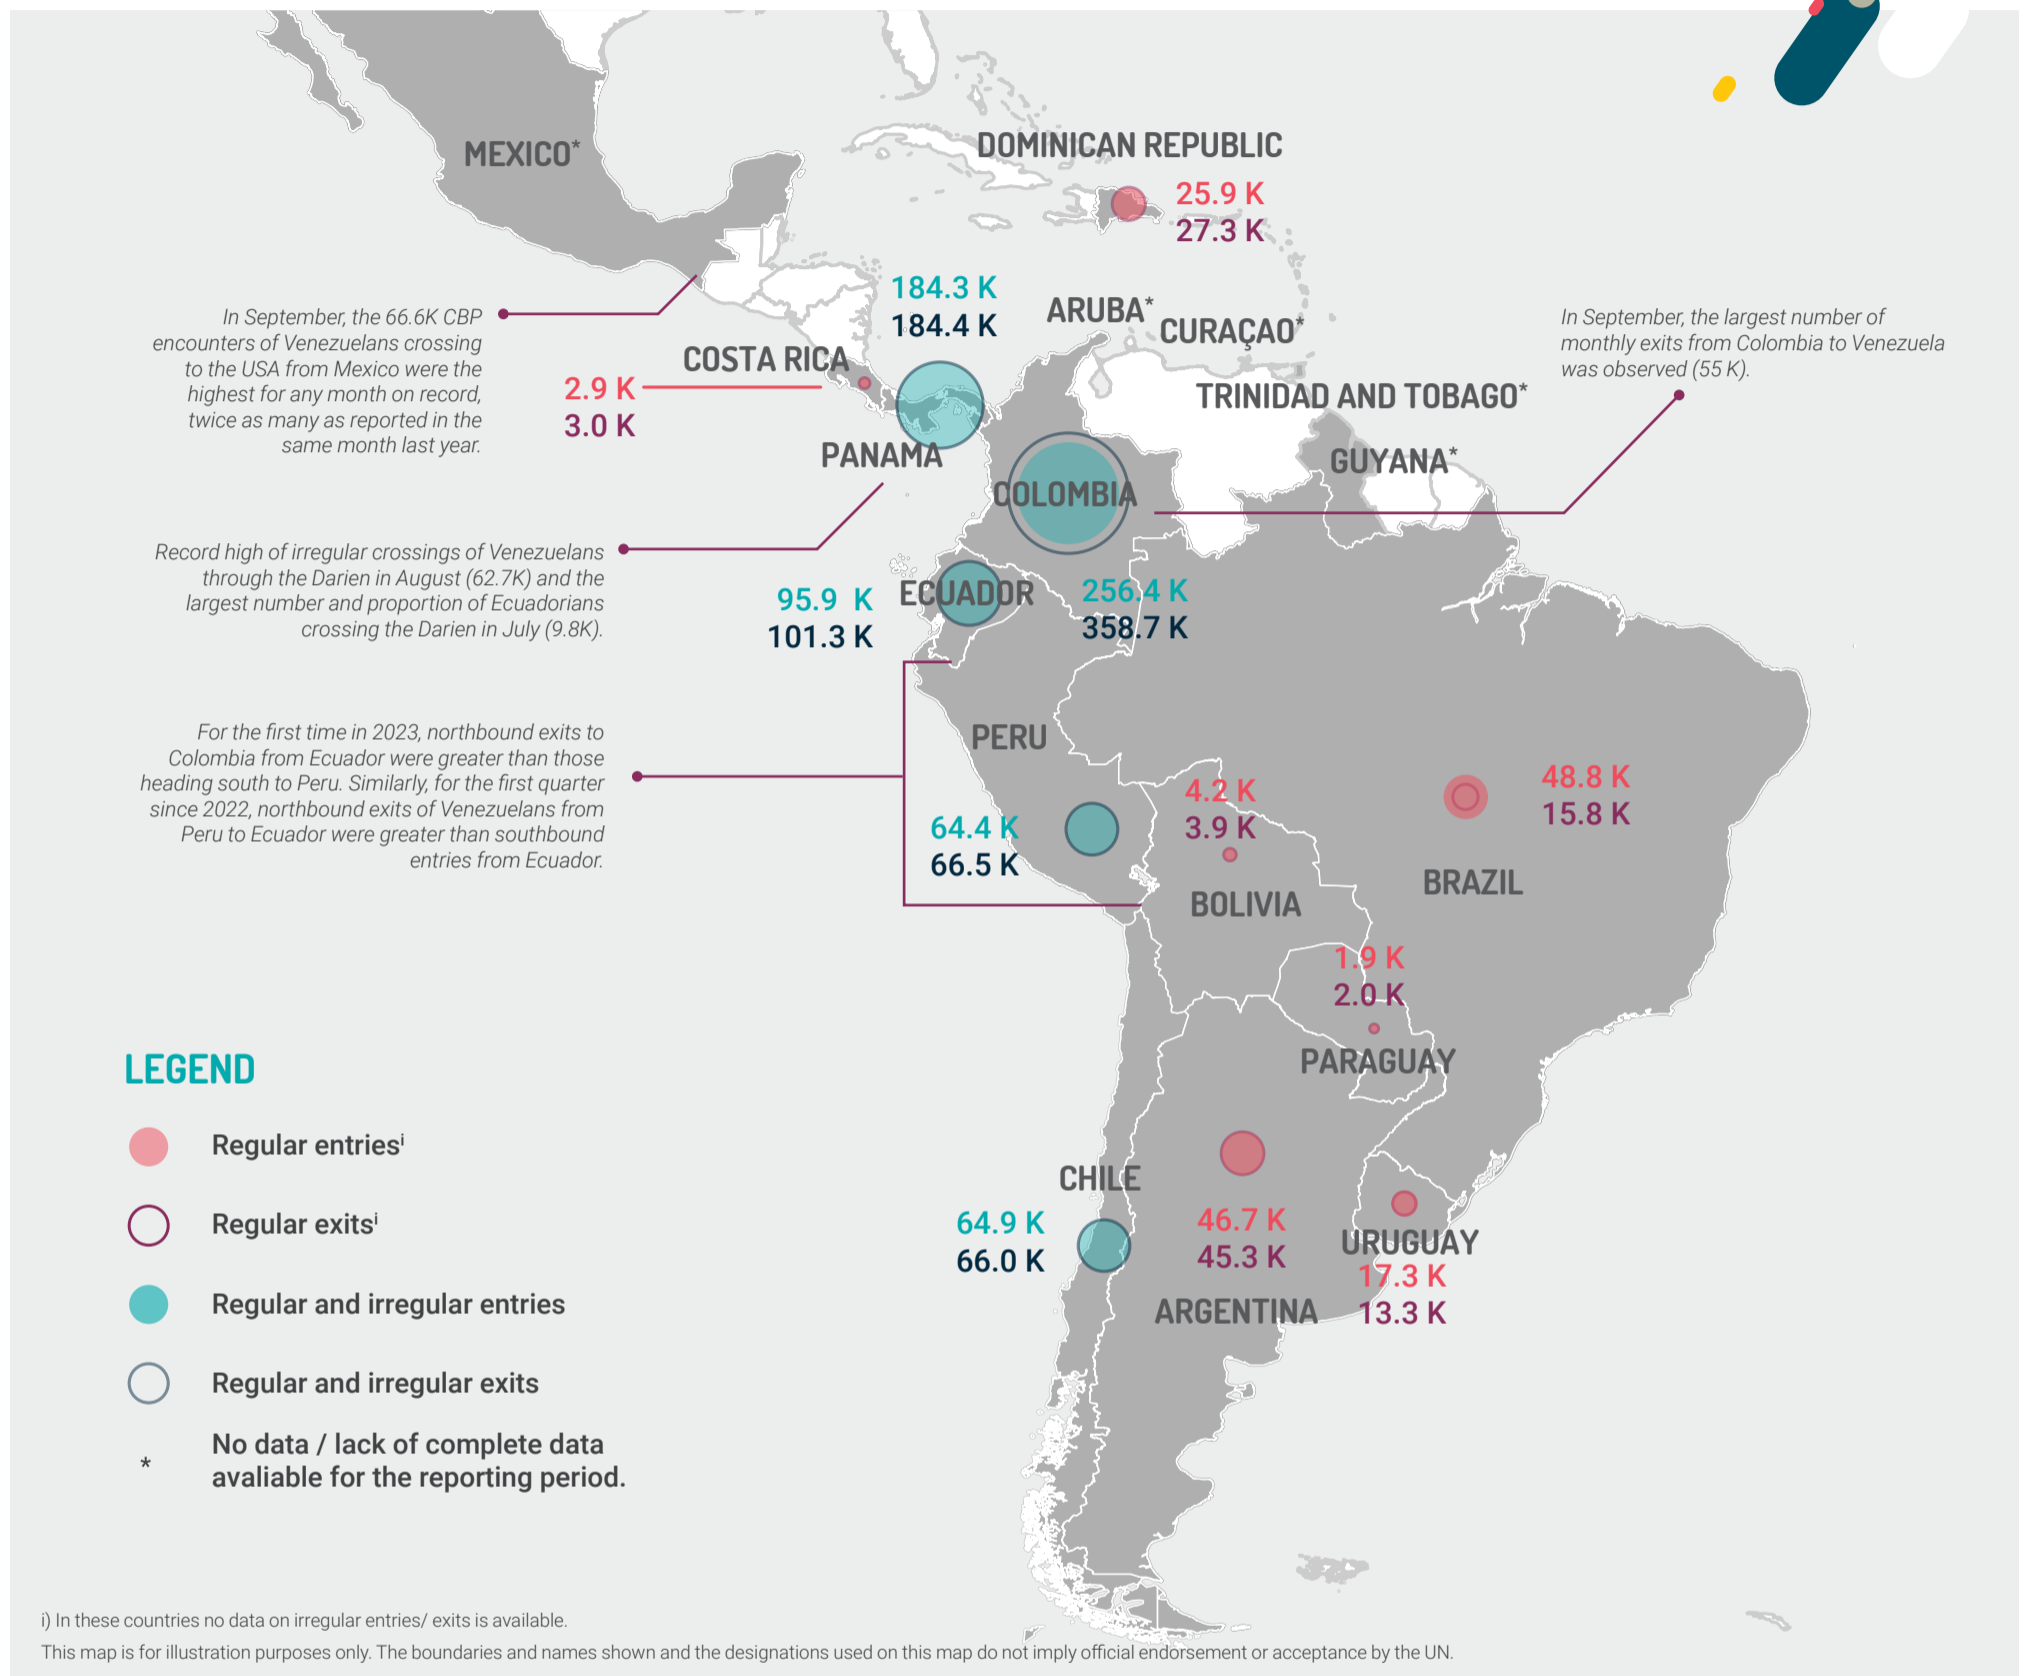 DOMINICAN REPUBLIC
MEXICO*
25.9 K
27.3 K
184.3 K
184.4 K
ARUBA*
CURAÇAO*
In September, the 66.6K CBP
encounters of Venezuelans crossing
to the USA from Mexico were the
highest for any month on record,
twice as many as reported in the
same month last year.
In September, the largest number of
monthly exits from Colombia to Venezuela
was observed (55 K).
COSTA RICA
2.9 K
3.0 K
TRINIDAD AND TOBAGO*
PANAMA
GUYANA*
COLOMBIA
Record high of irregular crossings of Venezuelans
through the Darien in August (62.7K) and the
largest number and proportion of Ecuadorians
crossing the Darien in July (9.8K).
ECUADOR
95.9 K
101.3 K
256.4 K
358.7 K
For the first time in 2023, northbound exits to
Colombia from Ecuador were greater than those
heading south to Peru. Similarly, for the first quarter
since 2022, northbound exits of Venezuelans from
Peru to Ecuador were greater than southbound
entries from Ecuador.
PERU
64.4 K
66.5 K
4.2 K
3.9 K
BOLIVIA
48.8 K
15.8 K
BRAZIL
1.9 K
2.0 K
PARAGUAY
CHILE
64.9 K
66.0 K
46.7 K
45.3 K
ARGENTINA
URUGUAY
17.3 K
13.3 K
LEGEND
Regular entriesⁱ
Regular exitsⁱ
Regular and irregular entries
Regular and irregular exits
* No data / lack of complete data
avaliable for the reporting period.
i) In these countries no data on irregular entries/ exits is available.
This map is for illustration purposes only. The boundaries and names shown and the designations used on this map do not imply official endorsement or acceptance by the UN.